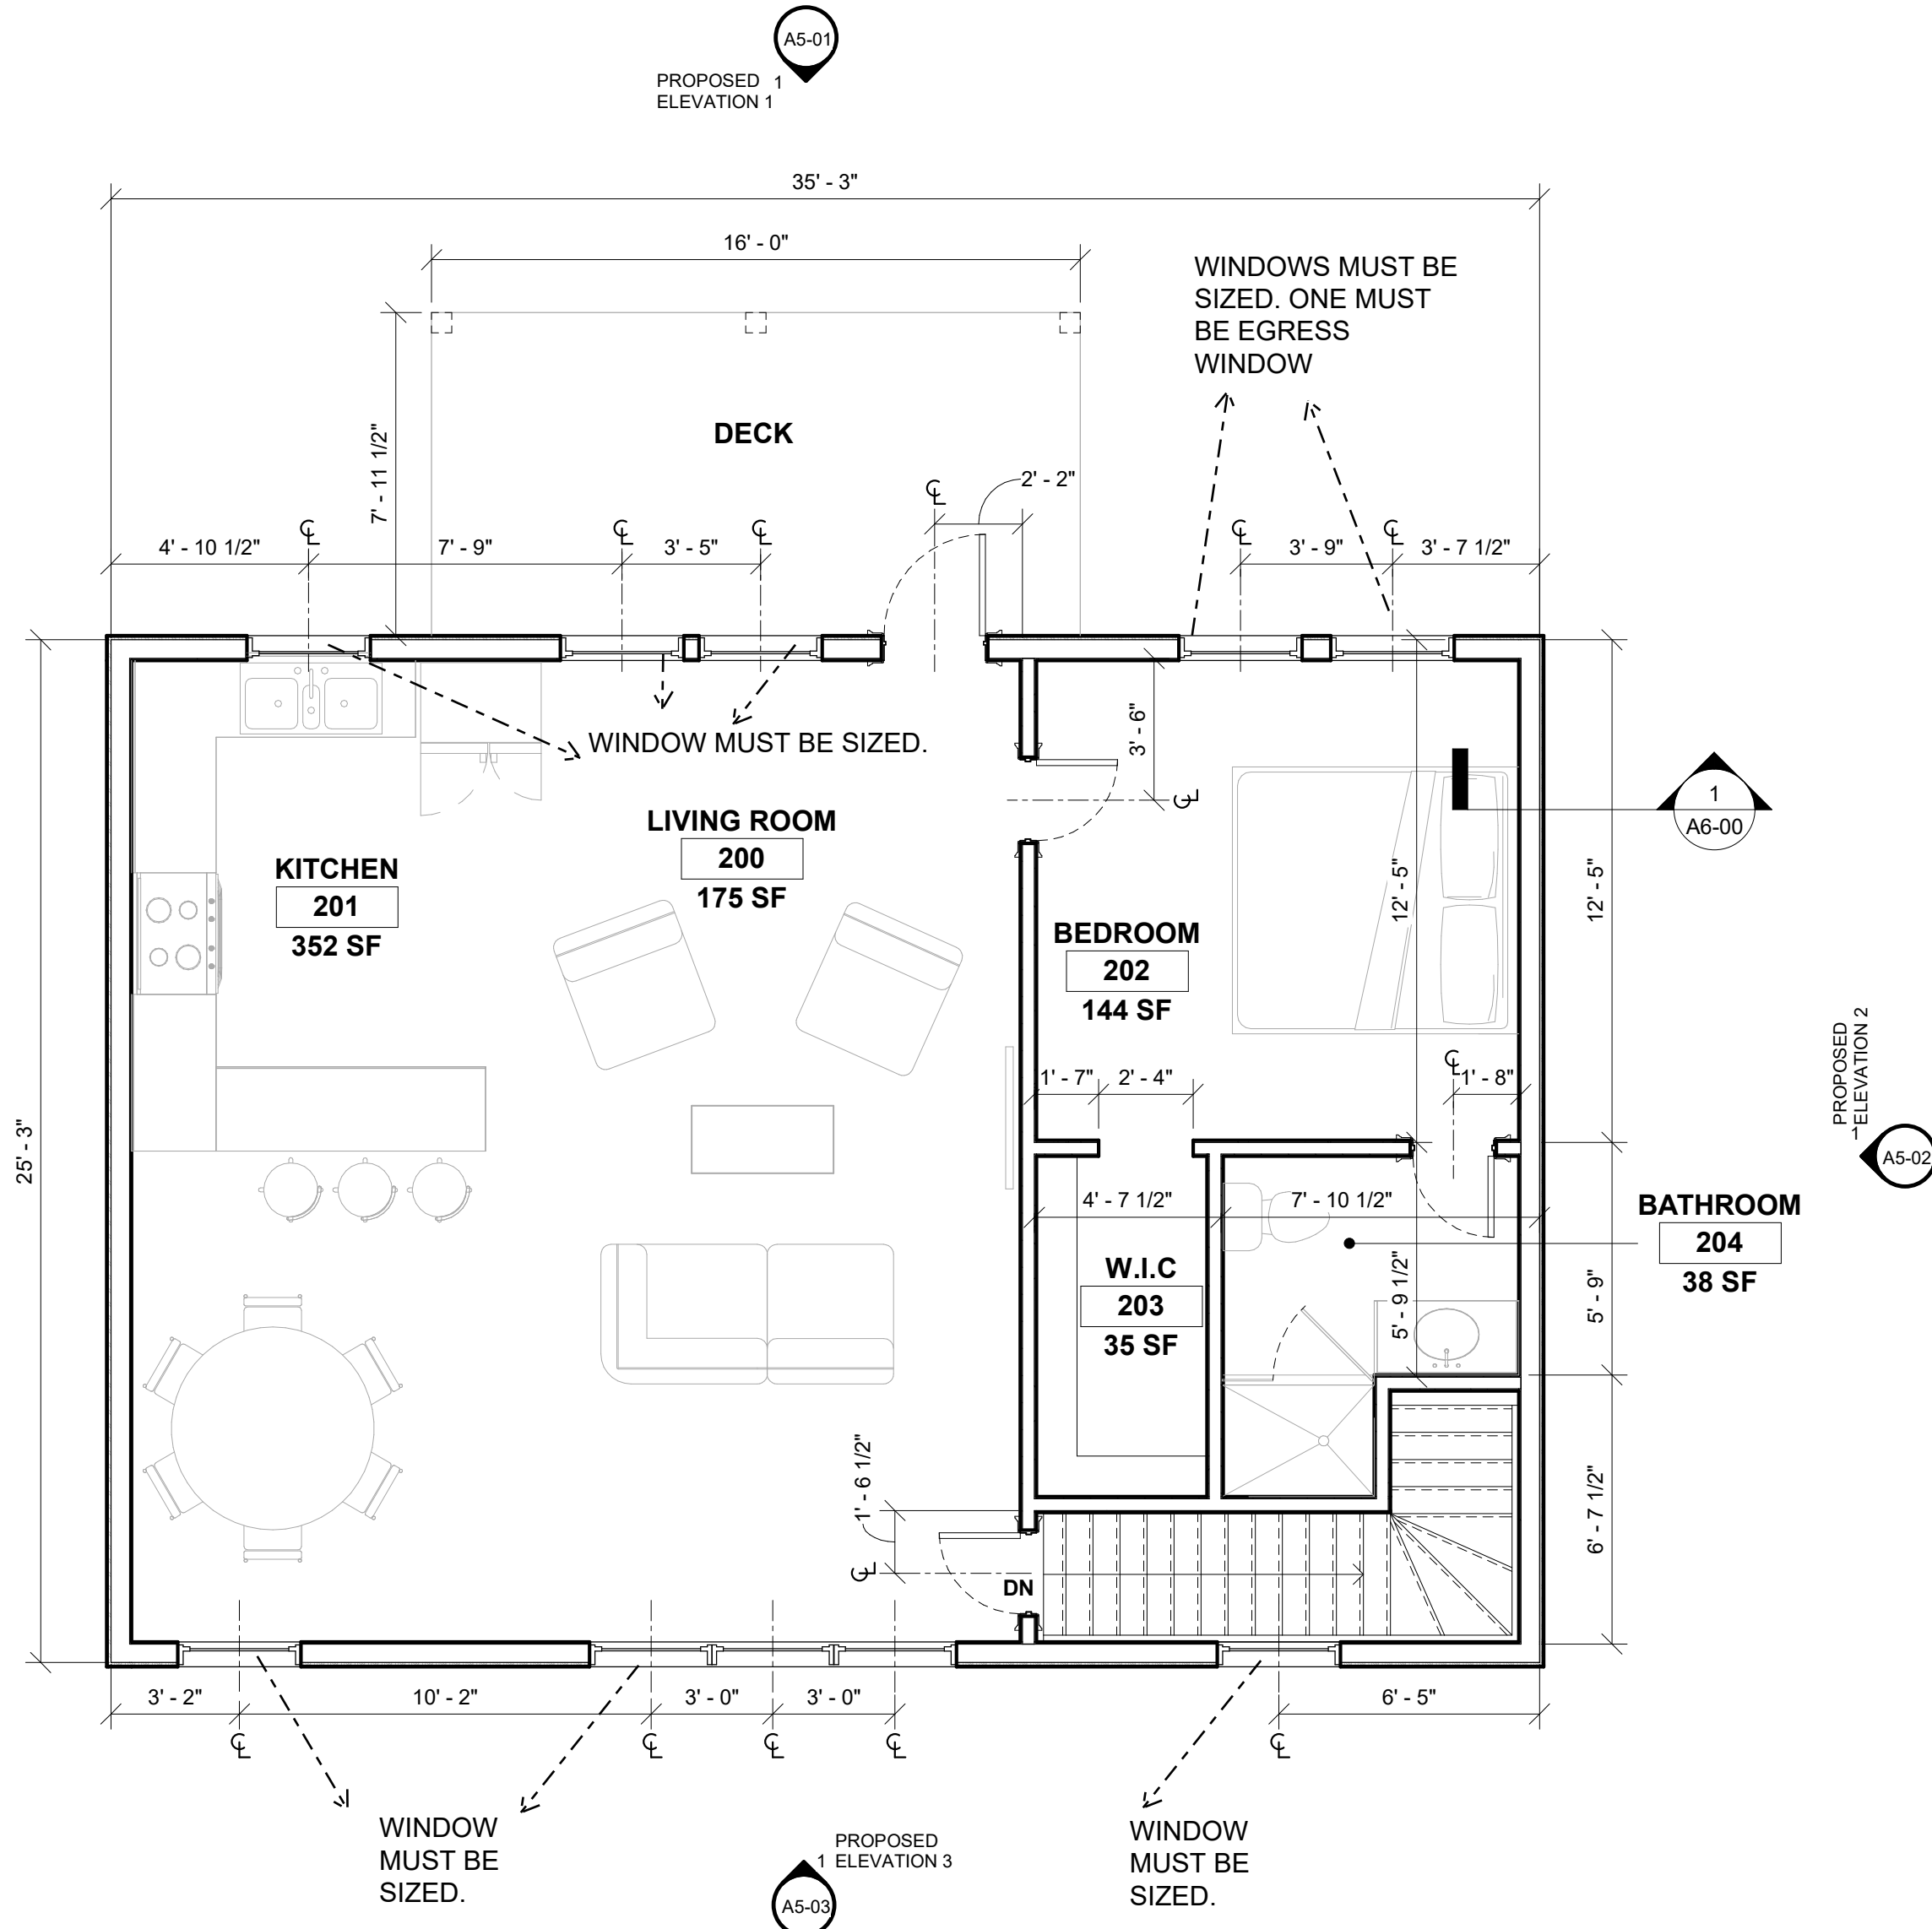 A5-01
PROPOSED 1
ELEVATION 1
35' - 3"
16' - 0"
WINDOWS MUST BE
SIZED. ONE MUST
BE EGRESS
WINDOW
DECK
7' - 11 1/2"
2' - 2"
4' - 10 1/2"
7' - 9"
3' - 5"
3' - 9"
3' - 7 1/2"
WINDOW MUST BE SIZED.
3' - 6"
LIVING ROOM
200
175 SF
KITCHEN
201
352 SF
1
A6-00
12' - 5"
12' - 5"
BEDROOM
202
144 SF
1' - 7"
2' - 4"
1' - 8"
PROPOSED
ELEVATION 2
1
A5-02
25' - 3"
4' - 7 1/2"
7' - 10 1/2"
BATHROOM
204
38 SF
W.I.C
203
35 SF
5' - 9 1/2"
5' - 9"
1' - 6 1/2"
6' - 7 1/2"
DN
3' - 2"
10' - 2"
3' - 0"
3' - 0"
6' - 5"
WINDOW
MUST BE
SIZED.
PROPOSED
1 ELEVATION 3
A5-03
WINDOW
MUST BE
SIZED.